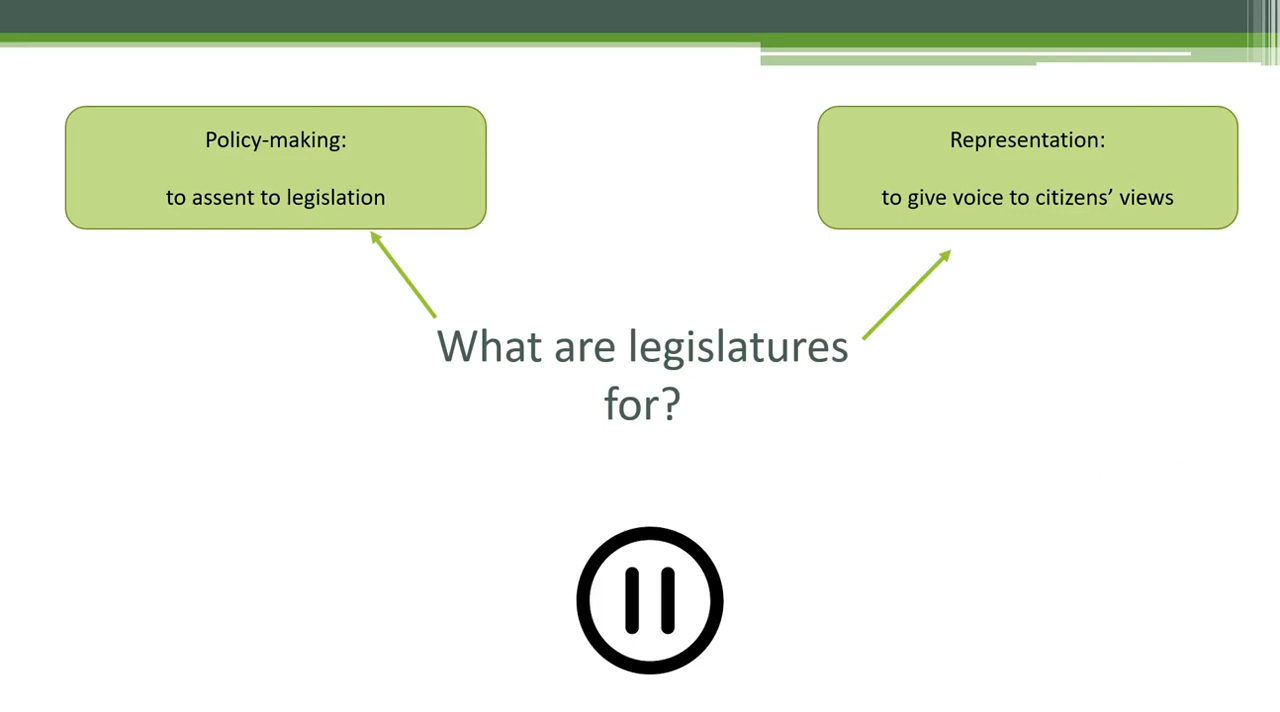 Policy-making:
to assent to legislation
Representation:
to give voice to citizens’ views
What are legislatures
for?